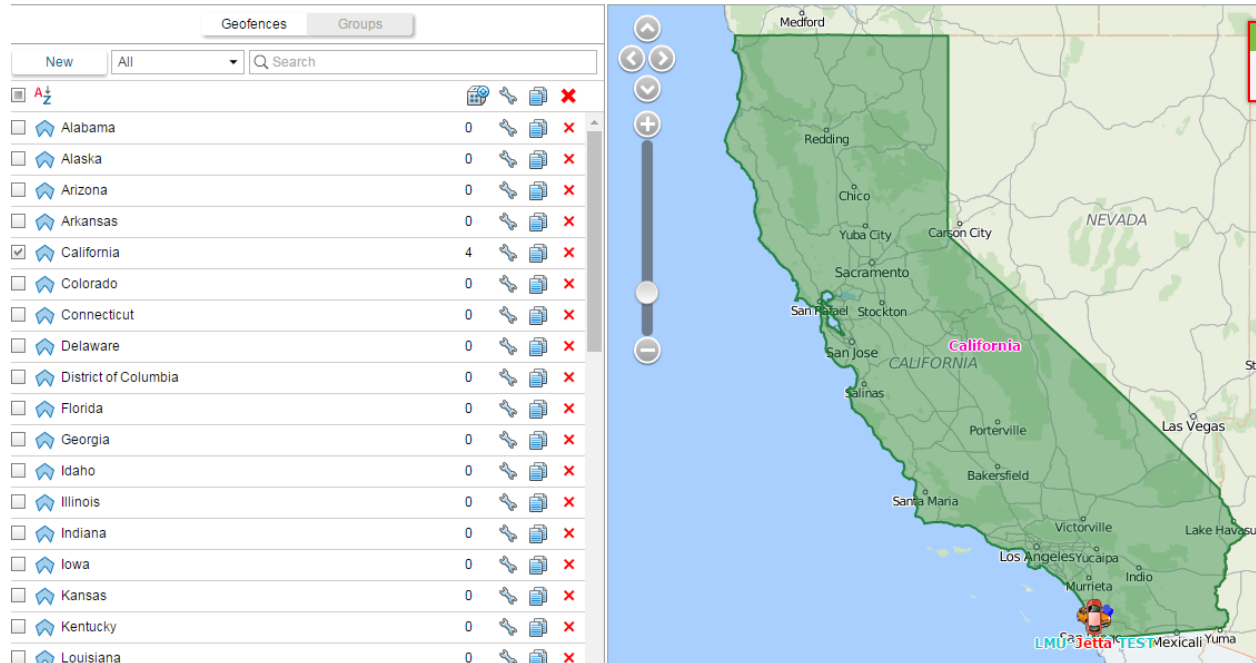 Geofences Groups
New All Search
A
Z
Alabama 0
Alaska 0
Arizona 0
Arkansas 0
California 4
Colorado 0
Connecticut 0
Delaware 0
District of Columbia 0
Florida 0
Georgia 0
Idaho 0
Illinois 0
Indiana 0
Iowa 0
Kansas 0
Kentucky 0
Louisiana 0
Medford
Redding
Chico
NEVADA
Yuba City
Carson City
Sacramento
San Rafael
Stockton
California
San Jose
CALIFORNIA
St
Salinas
Las Vegas
Porterville
Bakersfield
Santa Maria
Victorville
Lake Havasu
Los Angeles
Yucaipa
Indio
Murrieta
LMU Jetta TEST
Mexicali
Yuma